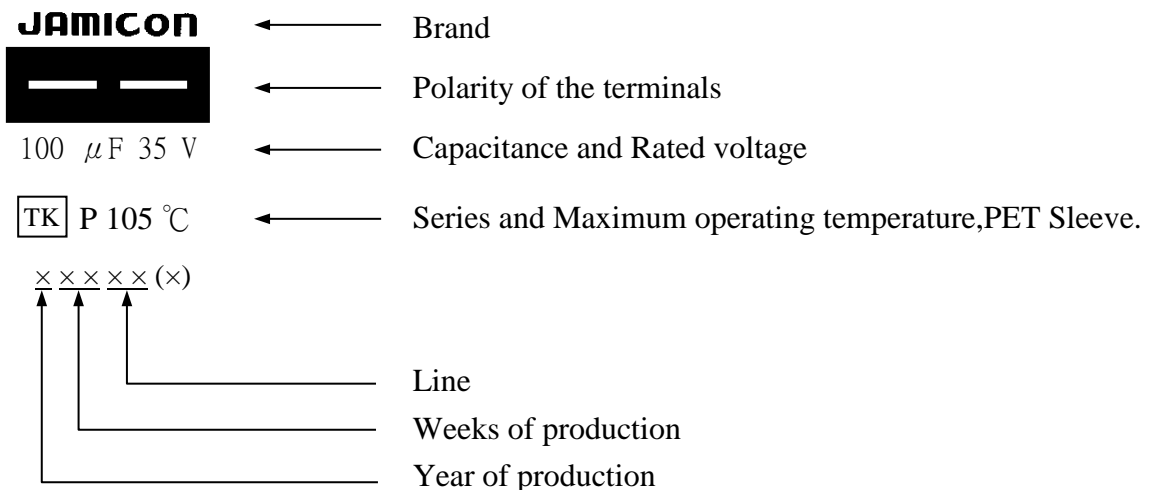 JAMICON Brand
Polarity of the terminals
100 μF 35 V Capacitance and Rated voltage
TK P 105 ℃ Series and Maximum operating temperature,PET Sleeve.
× × × × × (×)
Line
Weeks of production
Year of production